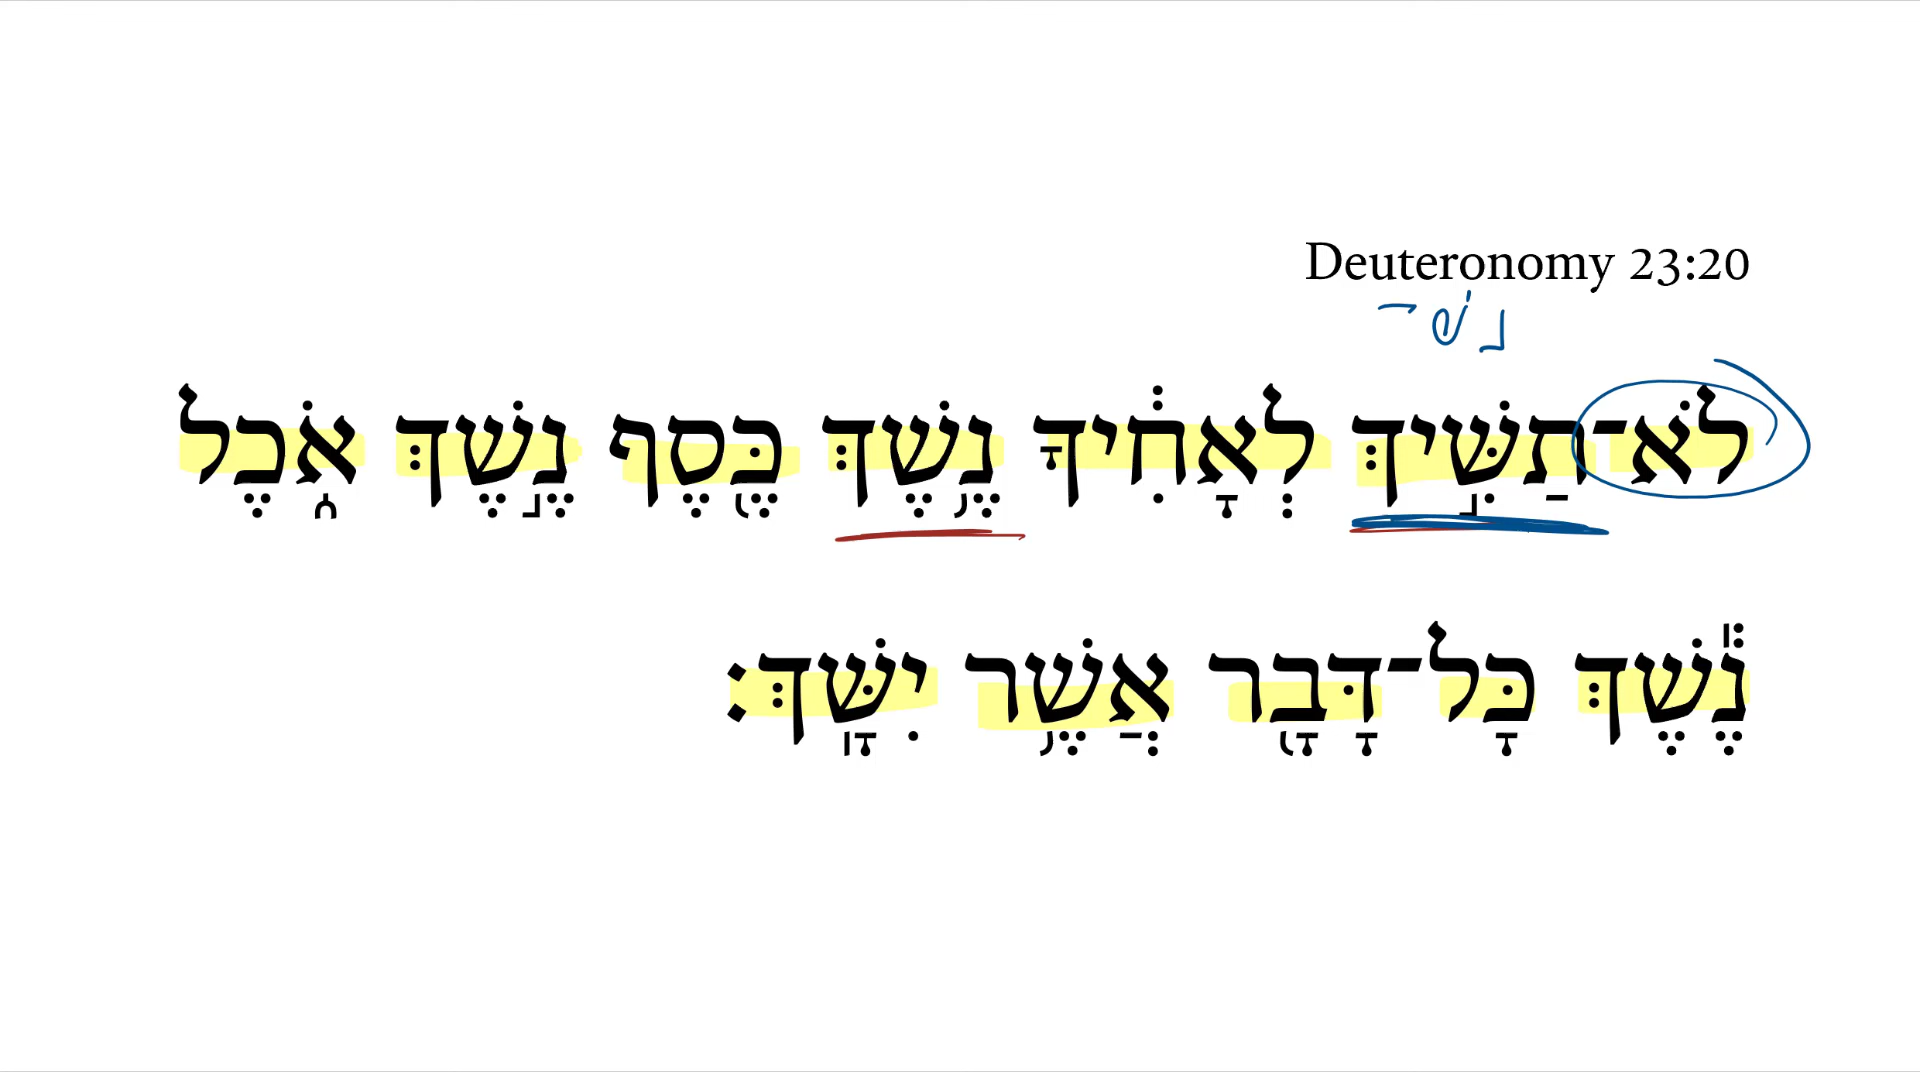 Deuteronomy 23:20
לֹא־תַשִּׁ֣יךְ לְאָחִ֔יךָ נֶ֥שֶׁךְ כֶּ֖סֶף נֶ֣שֶׁךְ אֹ֑כֶל
נֶ֕שֶׁךְ כָּל־דָּבָ֖ר אֲשֶׁ֥ר יִשָּֽׁךְ׃